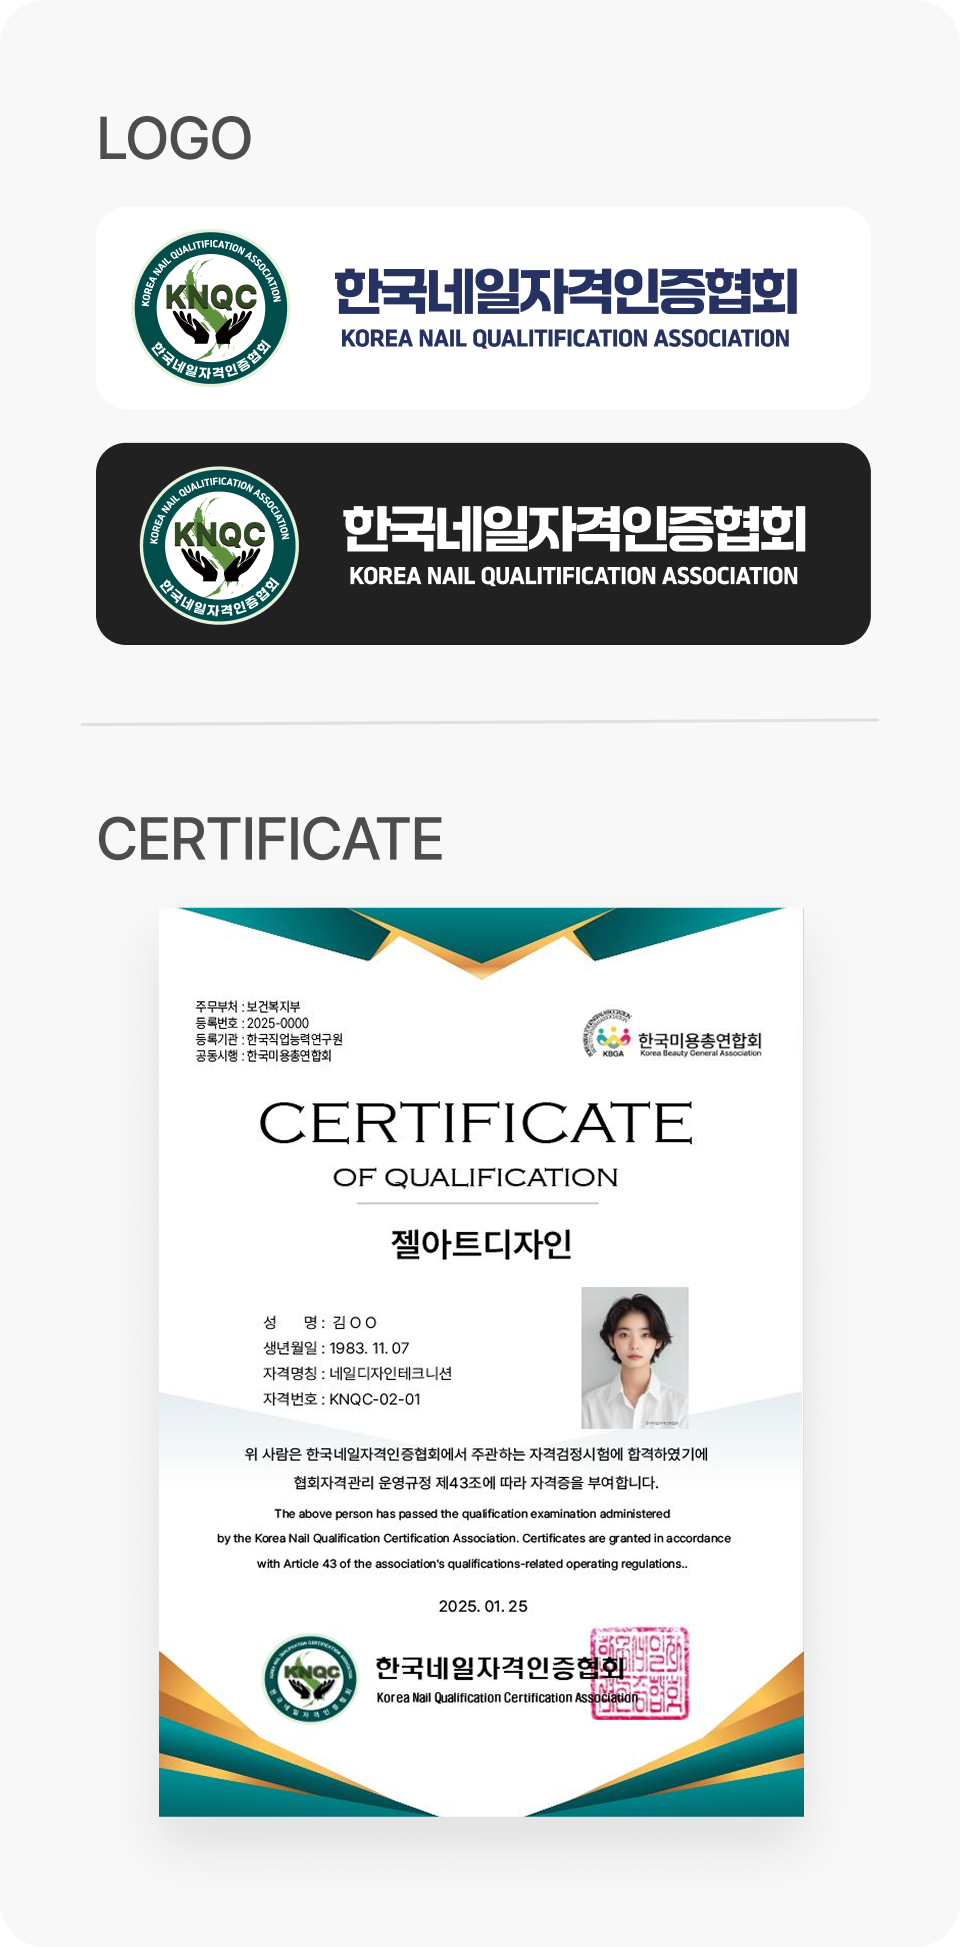 LOGO
KOREA NAIL QUALITIFICATION ASSOCIATION
KNQC
한국네일자격인증협회
한국네일자격인증협회
KOREA NAIL QUALITIFICATION ASSOCIATION
KOREA NAIL QUALITIFICATION ASSOCIATION
KNQC
한국네일자격인증협회
한국네일자격인증협회
KOREA NAIL QUALITIFICATION ASSOCIATION
CERTIFICATE
주무부처 : 보건복지부
등록번호 : 2025-0000
등록기관 : 한국직업능력연구원
공동시행 : 한국미용총연합회
KBGA
한국미용총연합회
Korea Beauty General Association
CERTIFICATE
OF QUALIFICATION
젤아트디자인
성 명 : 김 O O
생년월일 : 1983. 11. 07
자격명칭 : 네일디자인테크니션
자격번호 : KNQC-02-01
위 사람은 한국네일자격인증협회에서 주관하는 자격검정시험에 합격하였기에
협회자격관리 운영규정 제43조에 따라 자격증을 부여합니다.
The above person has passed the qualification examination administered
by the Korea Nail Qualification Certification Association. Certificates are granted in accordance
with Article 43 of the association's qualifications-related operating regulations..
2025. 01. 25
KOREA NAIL QUALIFICATION CERTIFICATION ASSOCIATION
KNQC
한국네일자격인증협회
한국네일자격인증협회
Korea Nail Qualification Certification Association